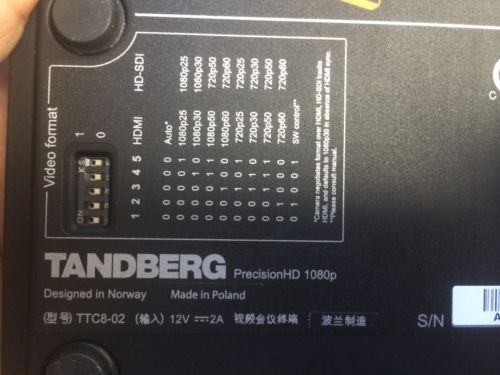 Video format
1
0
ON
KS
1 2 3 4 5 HDMI HD-SDI
0 0 0 0 0 Auto*
0 0 0 0 1 1080p25 1080p25
0 0 0 1 0 1080p30 1080p30
0 0 0 1 1 1080p50 720p50
0 0 1 0 0 1080p60 720p60
0 0 1 0 1 720p25 720p25
0 0 1 1 0 720p30 720p30
0 0 1 1 1 720p50 720p50
0 1 0 0 0 720p60 720p60
0 1 0 0 1 SW control**
*Camera negotiates format over HDMI, HD-SDI tracks
HDMI, and defaults to 1080p30 in absence of HDMI sync.
**Please consult manual.
TANDBERG PrecisionHD 1080p
Designed in Norway Made in Poland
(型号) TTC8-02 (输入) 12V ⎓ 2A 视频会议终端 波兰制造
S/N